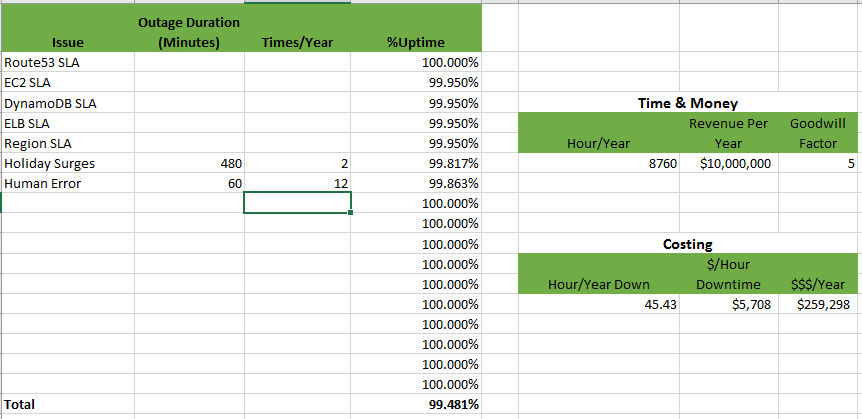 Issue Outage Duration (Minutes) Times/Year %Uptime
Route53 SLA 100.000%
EC2 SLA 99.950%
DynamoDB SLA 99.950%
ELB SLA 99.950%
Region SLA 99.950%
Holiday Surges 480 2 99.817%
Human Error 60 12 99.863%
100.000%
100.000%
100.000%
100.000%
100.000%
100.000%
100.000%
100.000%
100.000%
100.000%
Total 99.481%
Time & Money
Hour/Year Revenue Per Year Goodwill Factor
8760 $10,000,000 5
Costing
Hour/Year Down $/Hour Downtime $$$/Year
45.43 $5,708 $259,298